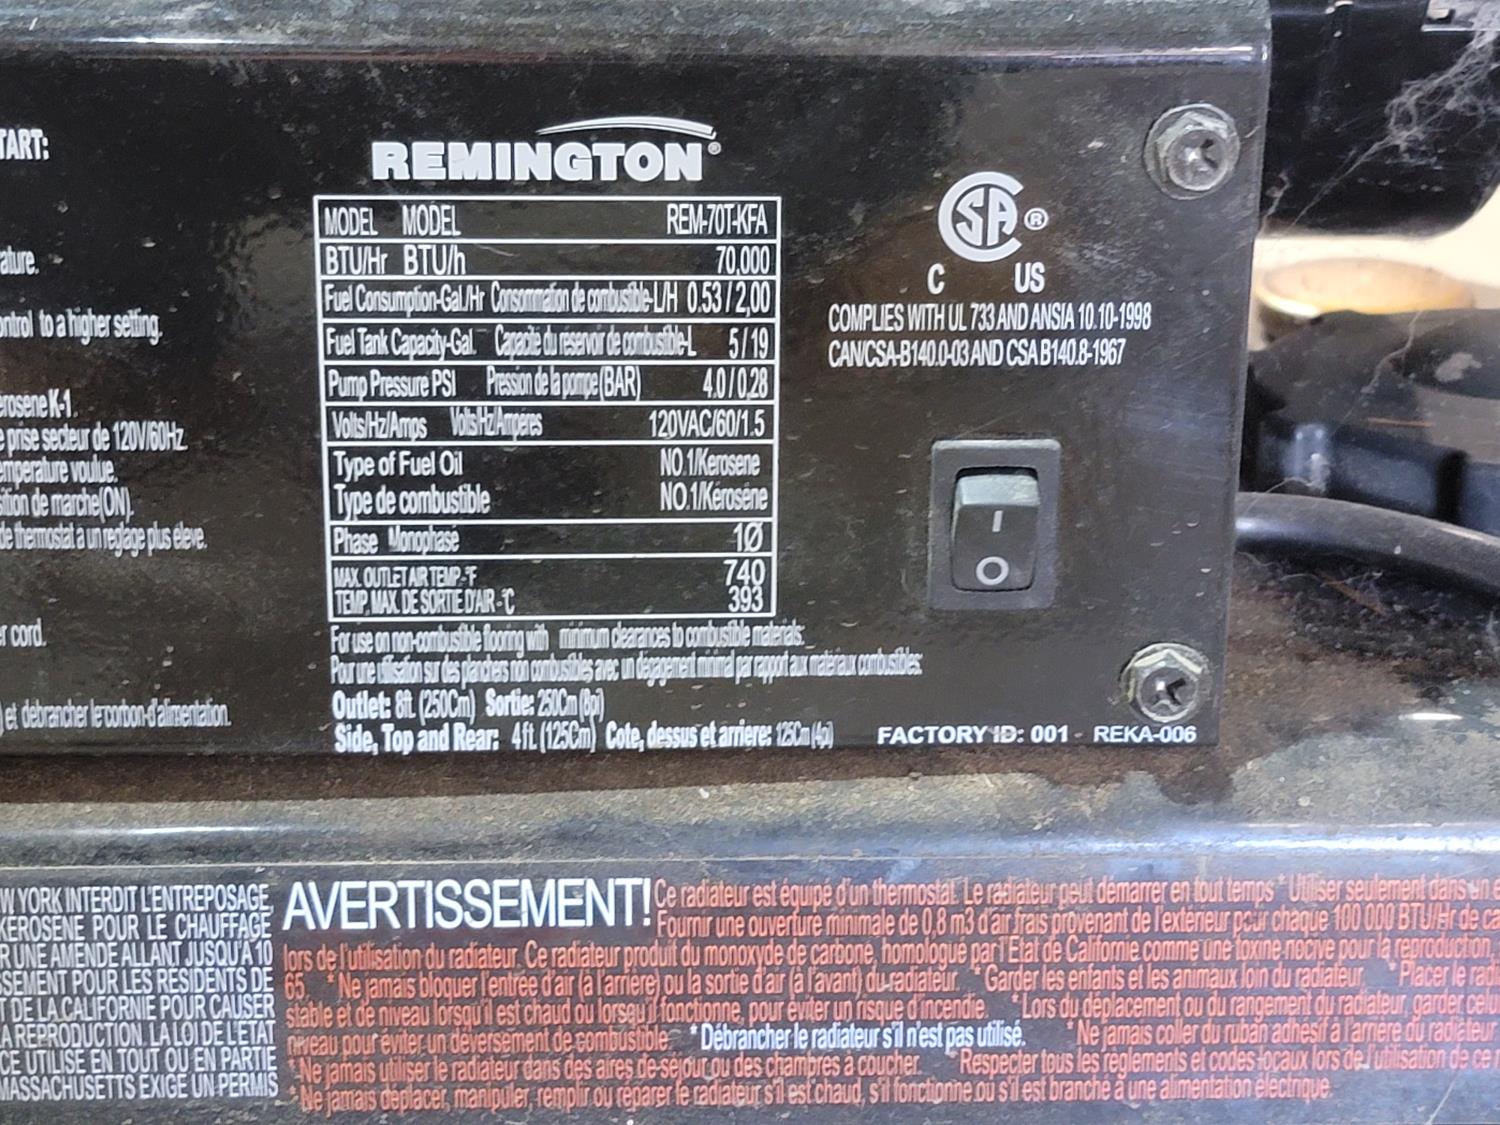 TART:
ature.
ontrol to a higher setting.
erosene K-1.
e prise secteur de 120V/60Hz
emperature voulue.
sition de marche(ON).
de thermostat a un reglage plus eleve.
r cord.
) et debrancher le corbon-d'alimentation.
REMINGTON®
MODEL MODEL REM-70T-KFA
BTU/Hr BTU/h 70,000
Fuel Consumption-Gal./Hr Consommation de combustible-L/H 0.53 / 2,00
Fuel Tank Capacity-Gal. Capacite du reservoir de combustible-L 5 / 19
Pump Pressure PSI Pression de la pompe (BAR) 4.0 / 0,28
Volts/Hz/Amps Volts/Hz/Amperes 120VAC/60/1.5
Type of Fuel Oil NO.1/Kerosene
Type de combustible NO.1/Kerosene
Phase Monophase 1Ø
MAX. OUTLET AIR TEMP.-°F 740
TEMP. MAX. DE SORTIE D'AIR -°C 393
For use on non-combustible flooring with minimum clearances to combustible materials:
Pour une utilisation sur des planchers non combustibles avec un degagement minimal par rapport aux materiaux combustibles:
Outlet: 8ft. (250Cm) Sortie: 250Cm (8pi)
Side, Top and Rear: 4ft. (125Cm) Cote, dessus et arriere: 125Cm (4pi)
SA ®
C US
COMPLIES WITH UL 733 AND ANSIA 10.10-1998
CAN/CSA-B140.0-03 AND CSA B140.8-1967
I
O
FACTORY ID: 001 - REKA-006
W YORK INTERDIT L'ENTREPOSAGE
KEROSENE POUR LE CHAUFFAGE
R UNE AMENDE ALLANT JUSQU'A 10
SSEMENT POUR LES RESIDENTS DE
T DE LA CALIFORNIE POUR CAUSER
A REPRODUCTION. LA LOI DE L'ETAT
CE UTILISE EN TOUT OU EN PARTIE
MASSACHUSETTS EXIGE UN PERMIS
AVERTISSEMENT! Ce radiateur est équipé d'un thermostat. Le radiateur peut démarrer en tout temps * Utiliser seulement dans un e
Fournir une ouverture minimale de 0,8 m3 d'air frais provenant de l'extérieur pour chaque 100 000 BTU/Hr de ca
lors de l'utilisation du radiateur. Ce radiateur produit du monoxyde de carbone, homologué par l'Etat de Californie comme une toxine nocive pour la reproduction
65. * Ne jamais bloquer l'entrée d'air (à l'arrière) ou la sortie d'air (à l'avant) du radiateur. * Garder les enfants et les animaux loin du radiateur. * Placer le radi
stable et de niveau lorsqu'il est chaud ou lorsqu'il fonctionne, pour éviter un risque d'incendie. * Lors du déplacement ou du rangement du radiateur, garder celu
niveau pour éviter un déversement de combustible * Débrancher le radiateur s'il n'est pas utilisé. * Ne jamais coller du ruban adhésif à l'arrière du radiateur
* Ne jamais utiliser le radiateur dans des aires de séjour ou des chambres à coucher. * Respecter tous les règlements et codes locaux lors de l'utilisation de ce r
* Ne jamais déplacer, manipuler, remplir ou réparer le radiateur s'il est chaud, s'il fonctionne ou s'il est branché à une alimentation électrique.